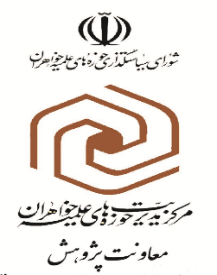 شورای سیاستگذاری حوزه‌های علمیه خواهران
مرکز مدیریت حوزه‌های علمیه خواهران
معاونت پژوهش